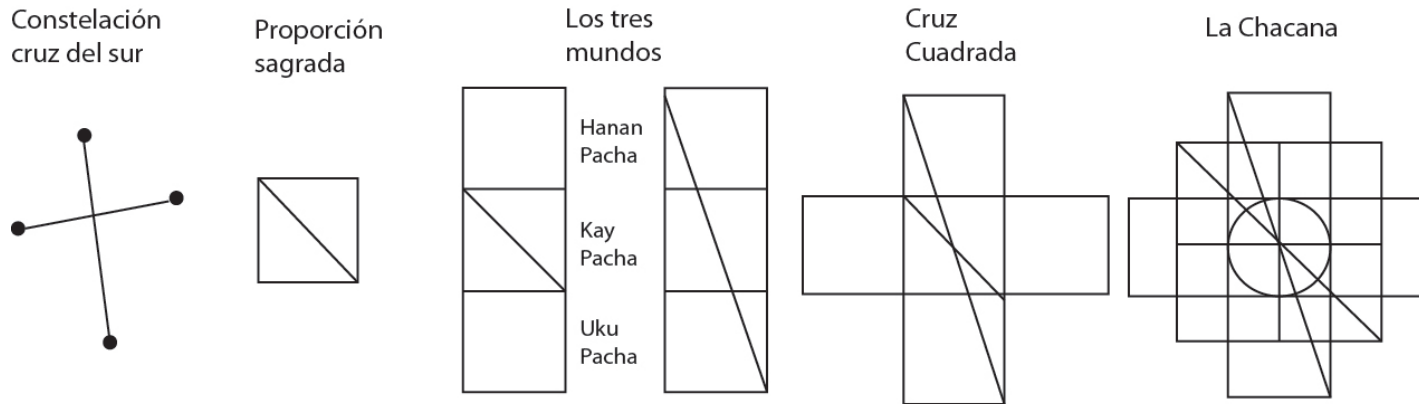 Constelación
cruz del sur
Proporción
sagrada
Los tres
mundos
Hanan
Pacha
Kay
Pacha
Uku
Pacha
Cruz
Cuadrada
La Chacana